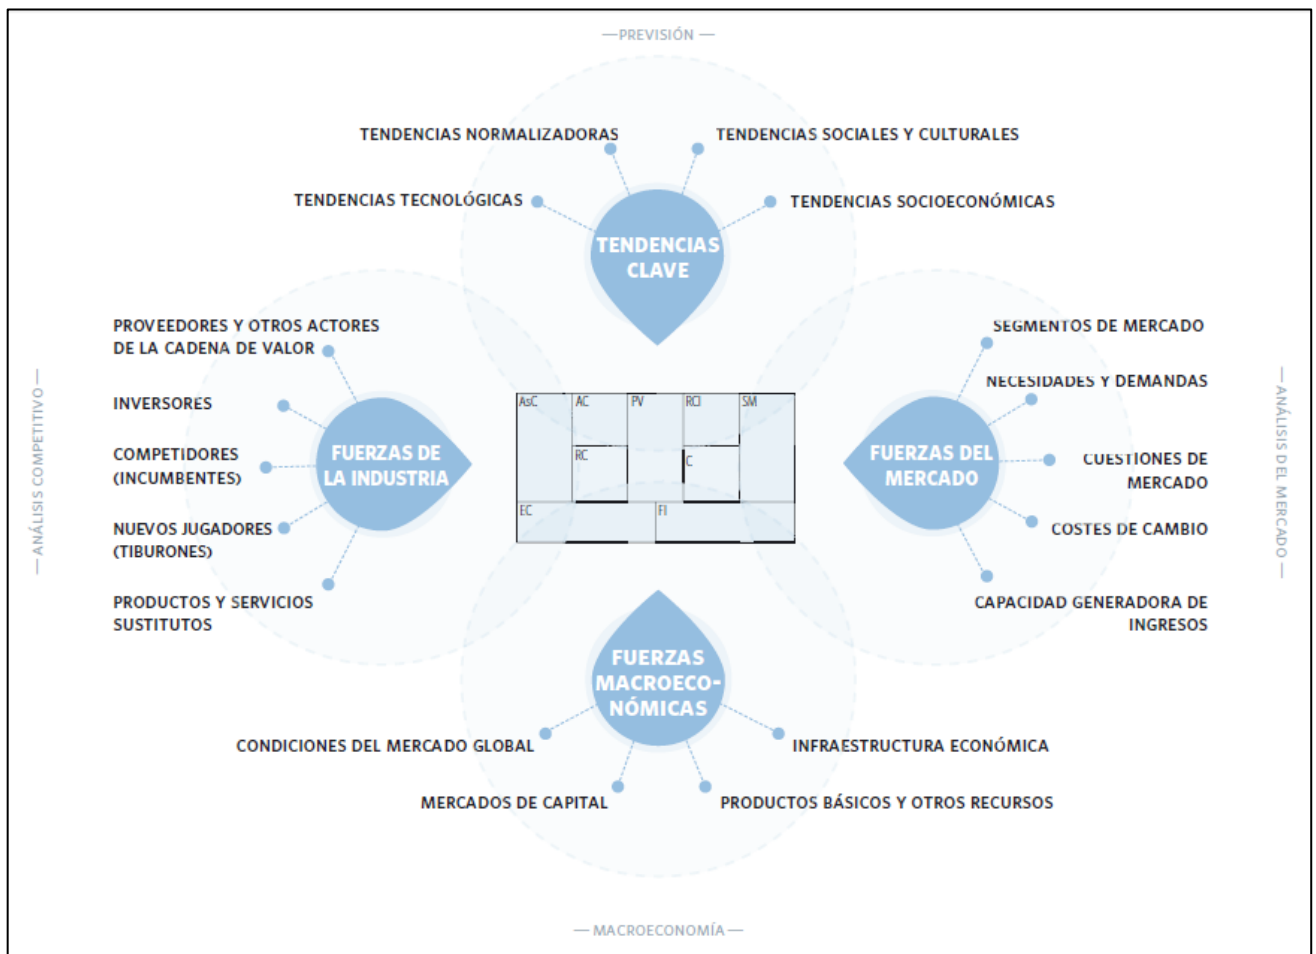 — PREVISIÓN —
TENDENCIAS NORMALIZADORAS
TENDENCIAS SOCIALES Y CULTURALES
TENDENCIAS TECNOLÓGICAS
TENDENCIAS SOCIOECONÓMICAS
TENDENCIAS
CLAVE
— ANÁLISIS COMPETITIVO —
PROVEEDORES Y OTROS ACTORES
DE LA CADENA DE VALOR
INVERSORES
COMPETIDORES
(INCUMBENTES)
NUEVOS JUGADORES
(TIBURONES)
PRODUCTOS Y SERVICIOS
SUSTITUTOS
FUERZAS DE
LA INDUSTRIA
AsC
AC
PV
RCl
SM
RC
C
EC
FI
FUERZAS DEL
MERCADO
SEGMENTOS DE MERCADO
NECESIDADES Y DEMANDAS
CUESTIONES DE
MERCADO
COSTES DE CAMBIO
CAPACIDAD GENERADORA DE
INGRESOS
— ANÁLISIS DEL MERCADO —
FUERZAS
MACROECO-
NÓMICAS
CONDICIONES DEL MERCADO GLOBAL
INFRAESTRUCTURA ECONÓMICA
MERCADOS DE CAPITAL
PRODUCTOS BÁSICOS Y OTROS RECURSOS
— MACROECONOMÍA —